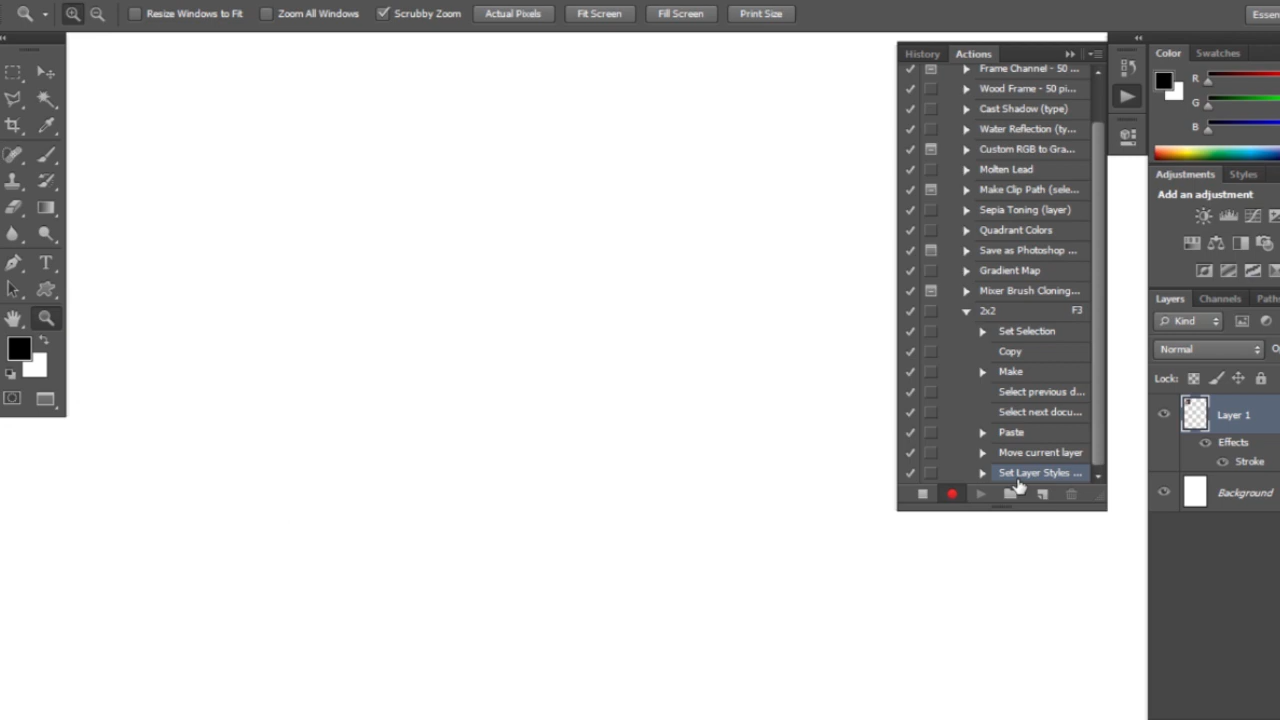 Resize Windows to Fit
Zoom All Windows
Scrubby Zoom
Actual Pixels
Fit Screen
Fill Screen
Print Size
Essen
History
Actions
Frame Channel - 50 ...
Wood Frame - 50 pi...
Cast Shadow (type)
Water Reflection (ty...
Custom RGB to Gra...
Molten Lead
Make Clip Path (sele...
Sepia Toning (layer)
Quadrant Colors
Save as Photoshop ...
Gradient Map
Mixer Brush Cloning...
2x2 F3
Set Selection
Copy
Make
Select previous d...
Select next docu...
Paste
Move current layer
Set Layer Styles ...
Color
Swatches
R
G
B
Adjustments
Styles
Add an adjustment
Layers
Channels
Paths
Kind
Normal
Lock:
Layer 1
Effects
Stroke
Background